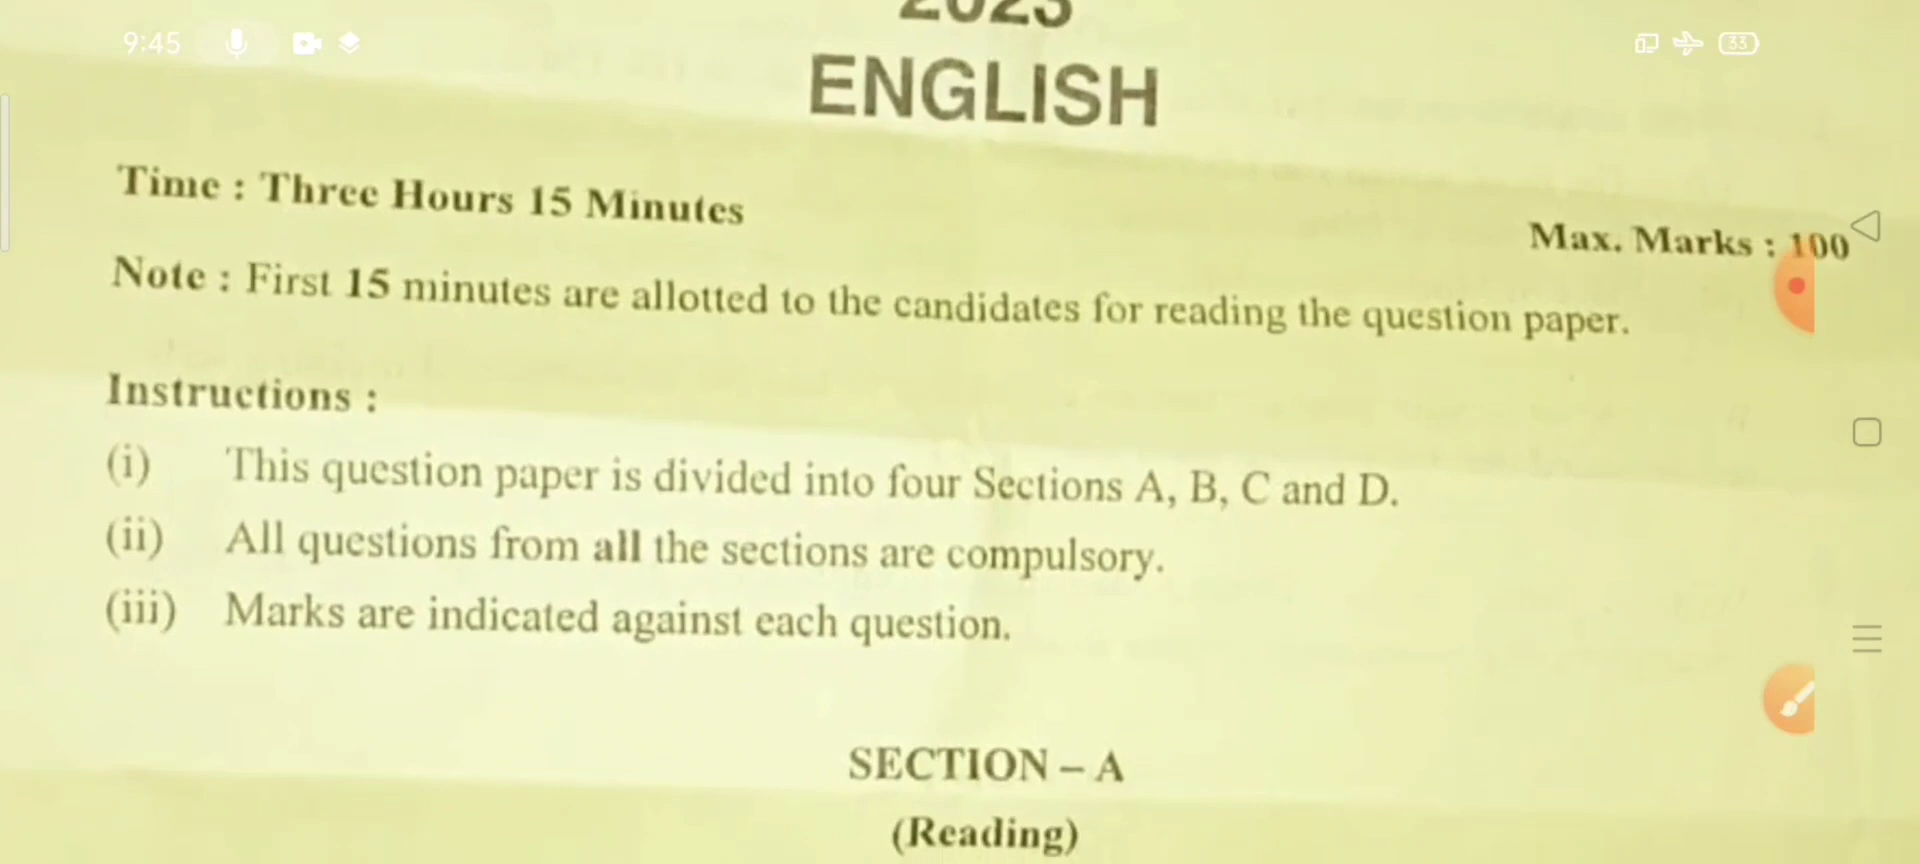 2023
9:45
33
ENGLISH
Time : Three Hours 15 Minutes
Max. Marks : 100
Note : First 15 minutes are allotted to the candidates for reading the question paper.
Instructions :
(i) This question paper is divided into four Sections A, B, C and D.
(ii) All questions from all the sections are compulsory.
(iii) Marks are indicated against each question.
SECTION – A
(Reading)